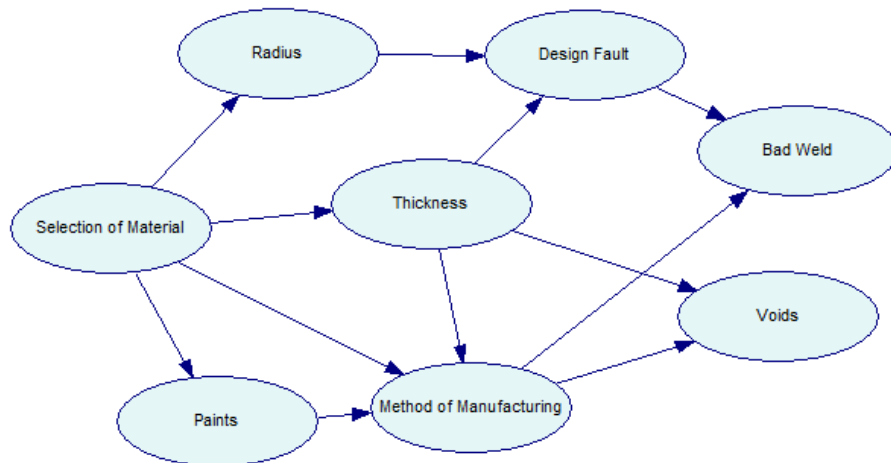 Radius
Design Fault
Bad Weld
Thickness
Selection of Material
Voids
Method of Manufacturing
Paints